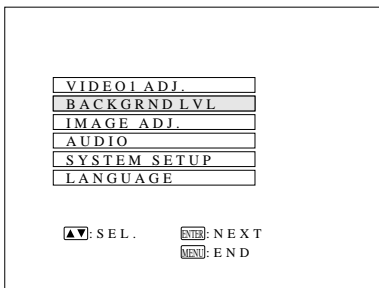 VIDEO1 ADJ.
BACKGRND LVL
IMAGE ADJ.
AUDIO
SYSTEM SETUP
LANGUAGE
▲▼:SEL. ENTER:NEXT
MENU:END